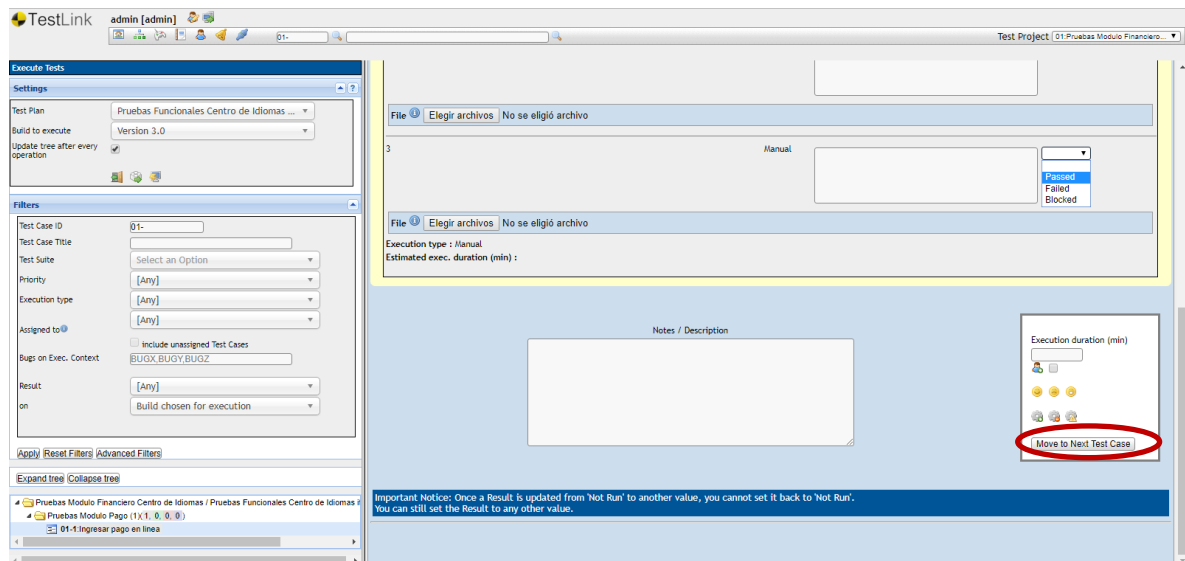 TestLink admin [admin]
01-
Test Project 01:Pruebas Modulo Financiero...
Execute Tests
Settings
Test Plan Pruebas Funcionales Centro de Idiomas ...
Build to execute Version 3.0
Update tree after every
operation
Filters
Test Case ID 01-
Test Case Title
Test Suite Select an Option
Priority [Any]
Execution type [Any]
[Any]
Assigned to
include unassigned Test Cases
Bugs on Exec. Context BUGX,BUGY,BUGZ
Result [Any]
on Build chosen for execution
Apply Reset Filters Advanced Filters
Expand tree Collapse tree
Pruebas Modulo Financiero Centro de Idiomas / Pruebas Funcionales Centro de Idiomas
Pruebas Modulo Pago (1)(1, 0, 0, 0)
01-1:Ingresar pago en linea
File Elegir archivos No se eligió archivo
3 Manual
Passed
Failed
Blocked
File Elegir archivos No se eligió archivo
Execution type : Manual
Estimated exec. duration (min) :
Notes / Description
Execution duration (min)
Move to Next Test Case
Important Notice: Once a Result is updated from 'Not Run' to another value, you cannot set it back to 'Not Run'.
You can still set the Result to any other value.